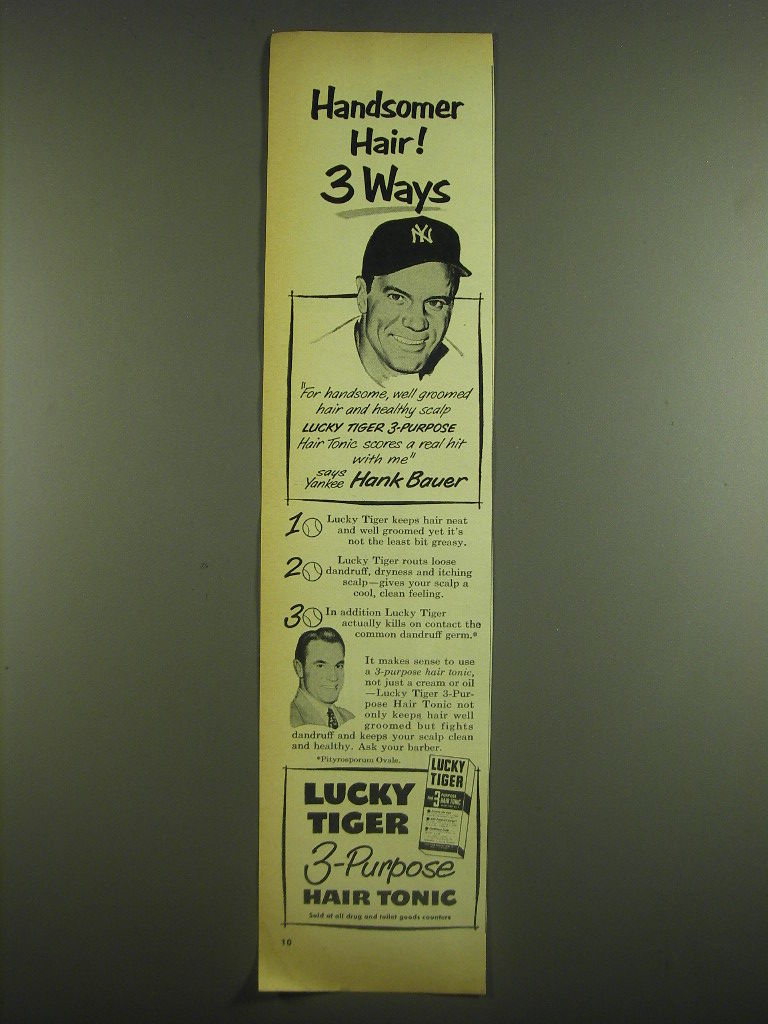 Handsomer
Hair!
3 Ways
NY
"For handsome, well groomed
hair and healthy scalp
LUCKY TIGER 3-PURPOSE
Hair Tonic scores a real hit
with me"
says
Yankee Hank Bauer
1 Lucky Tiger keeps hair neat
and well groomed yet it's
not the least bit greasy.
2 Lucky Tiger routs loose
dandruff, dryness and itching
scalp—gives your scalp a
cool, clean feeling.
3 In addition Lucky Tiger
actually kills on contact the
common dandruff germ.*
It makes sense to use
a 3-purpose hair tonic,
not just a cream or oil
—Lucky Tiger 3-Pur-
pose Hair Tonic not
only keeps hair well
groomed but fights
dandruff and keeps your scalp clean
and healthy. Ask your barber.
*Pityrosporum Ovale.
LUCKY
TIGER
3 PURPOSE
HAIR TONIC
LUCKY
TIGER
3-Purpose
HAIR TONIC
Sold at all drug and toilet goods counters
10